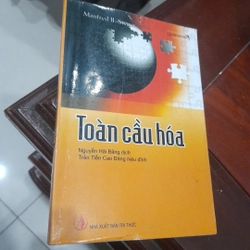 Manfred B. Steger
Toàn cầu hóa
Nguyễn Hải Bằng dịch
Trần Tiễn Cao Đăng hiệu đính
NHÀ XUẤT BẢN TRI THỨC